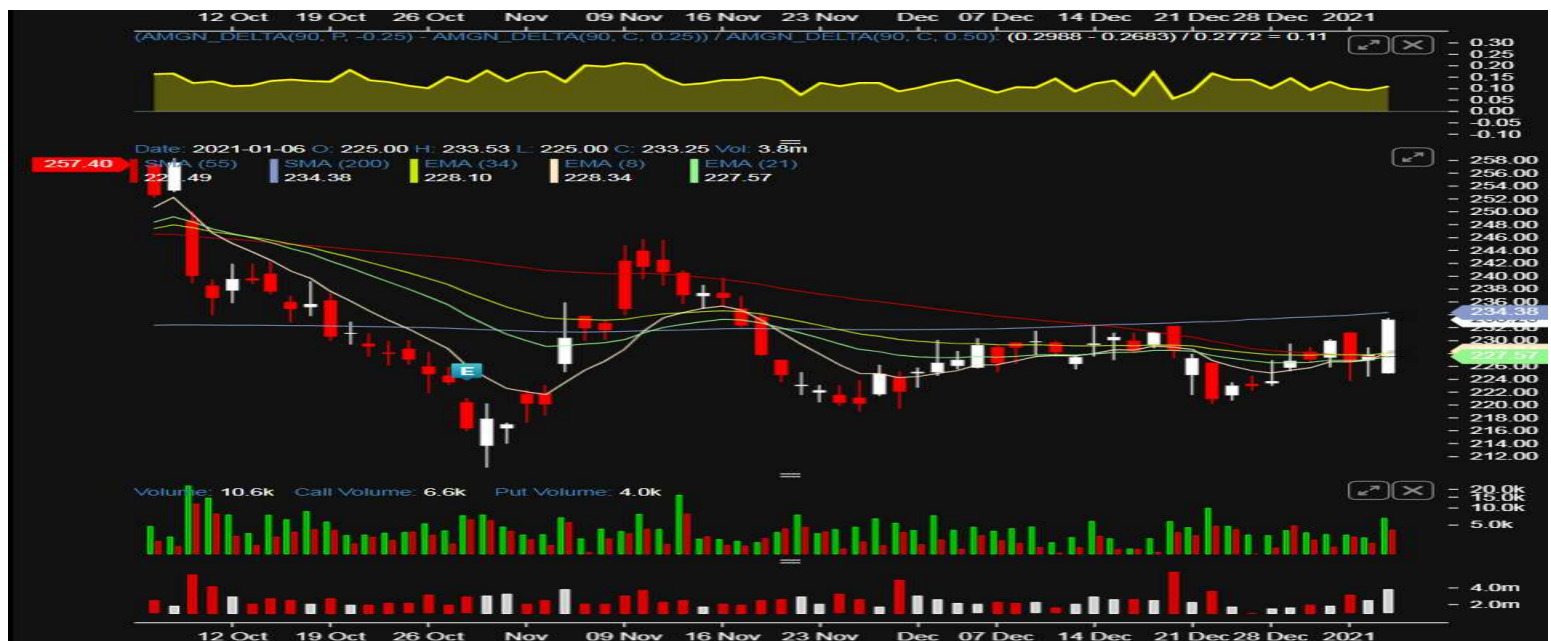 12 Oct 19 Oct 26 Oct Nov 09 Nov 16 Nov 23 Nov Dec 07 Dec 14 Dec 21 Dec 28 Dec 2021
(AMGN_DELTA(90, P, -0.25) - AMGN_DELTA(90, C, 0.25)) / AMGN_DELTA(90, C, 0.50): (0.2988 - 0.2683) / 0.2772 = 0.11
0.30
0.25
0.20
0.15
0.10
0.05
0.00
-0.05
-0.10
Date: 2021-01-06 O: 225.00 H: 233.53 L: 225.00 C: 233.25 Vol: 3.8m
257.40
SMA (55) SMA (200) EMA (34) EMA (8) EMA (21)
234.38 228.10 228.34 227.57
258.00
256.00
254.00
252.00
250.00
248.00
246.00
244.00
242.00
240.00
238.00
236.00
234.38
232.00
230.00
227.57
226.00
224.00
222.00
220.00
218.00
216.00
214.00
212.00
E
Volume: 10.6k Call Volume: 6.6k Put Volume: 4.0k
20.0k
15.0k
10.0k
5.0k
4.0m
2.0m
12 Oct 19 Oct 26 Oct Nov 09 Nov 16 Nov 23 Nov Dec 07 Dec 14 Dec 21 Dec 28 Dec 2021